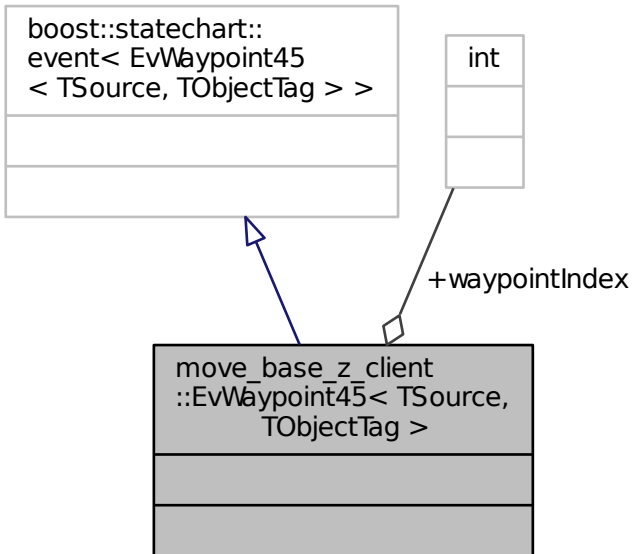 boost::statechart::
event< EvWaypoint45
< TSource, TObjectTag > >
int
+waypointIndex
move_base_z_client
::EvWaypoint45< TSource,
TObjectTag >